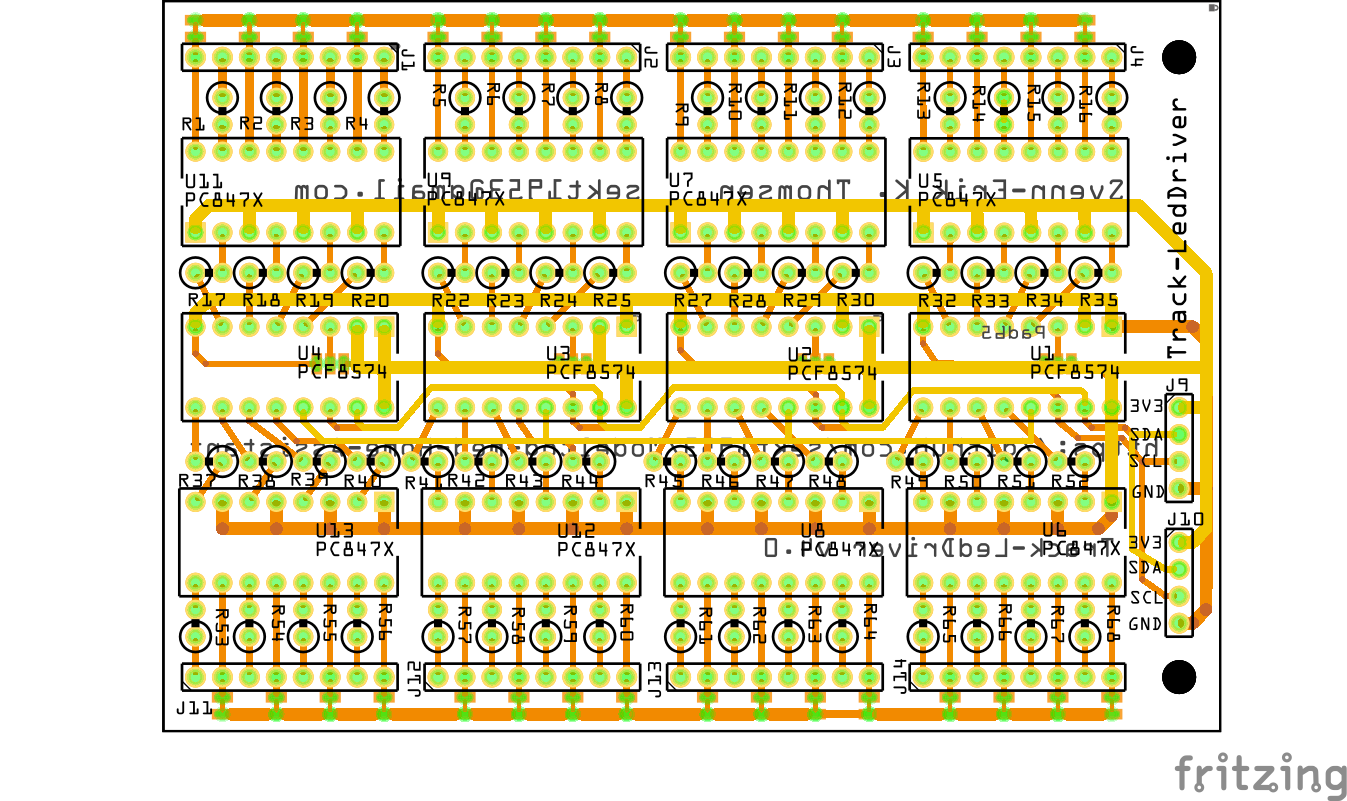 J1 J2 J3 J4
R1 R2 R3 R4 R5 R6 R7 R8 R9 R10 R11 R12 R13 R14 R15 R16
U11 U9 U7 U5
PC847X PC847X PC847X PC847X
Svenn-Erik K. Thomsen
sekt1953@gmail.com
Track-LedDriver
R17 R18 R19 R20 R22 R23 R24 R25 R27 R28 R29 R30 R32 R33 R34 R35
Pad65
U4 U3 U2 U1
PCF8574 PCF8574 PCF8574 PCF8574
J9
3V3
SDA
SCL
GND
R37 R38 R39 R40 R41 R42 R43 R44 R45 R46 R47 R48 R49 R50 R51 R52
U13 U12 U8 U6
PC847X PC847X PC847X PC847X
J10
3V3
SDA
SCL
GND
R53 R54 R55 R56 R57 R58 R59 R60 R61 R62 R63 R64 R65 R66 R67 R68
J11 J12 J13 J14
fritzing